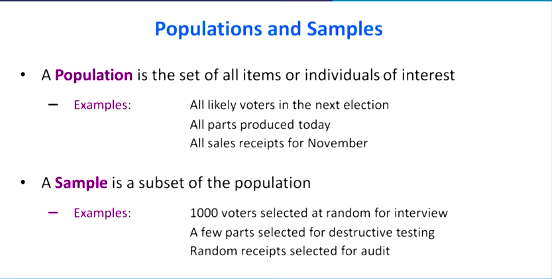 Populations and Samples
• A Population is the set of all items or individuals of interest
– Examples: All likely voters in the next election
All parts produced today
All sales receipts for November
• A Sample is a subset of the population
– Examples: 1000 voters selected at random for interview
A few parts selected for destructive testing
Random receipts selected for audit